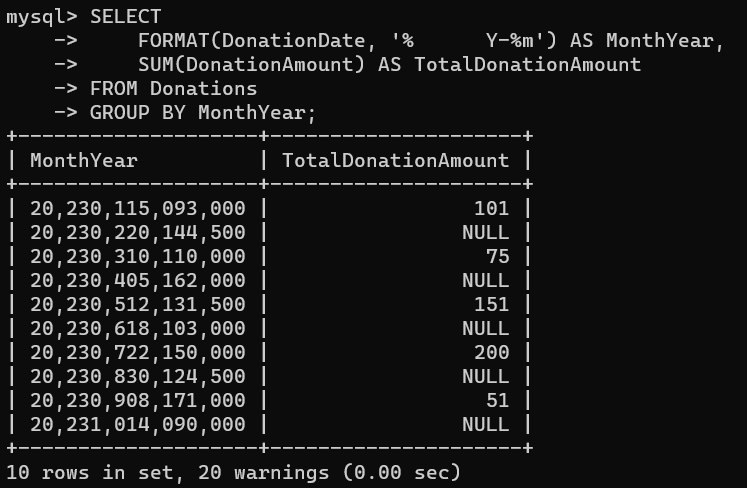 mysql> SELECT
    ->     FORMAT(DonationDate, '%      Y-%m') AS MonthYear,
    ->     SUM(DonationAmount) AS TotalDonationAmount
    -> FROM Donations
    -> GROUP BY MonthYear;
+--------------------+---------------------+
| MonthYear          | TotalDonationAmount |
+--------------------+---------------------+
| 20,230,115,093,000 |                 101 |
| 20,230,220,144,500 |                NULL |
| 20,230,310,110,000 |                  75 |
| 20,230,405,162,000 |                NULL |
| 20,230,512,131,500 |                 151 |
| 20,230,618,103,000 |                NULL |
| 20,230,722,150,000 |                 200 |
| 20,230,830,124,500 |                NULL |
| 20,230,908,171,000 |                  51 |
| 20,231,014,090,000 |                NULL |
+--------------------+---------------------+
10 rows in set, 20 warnings (0.00 sec)